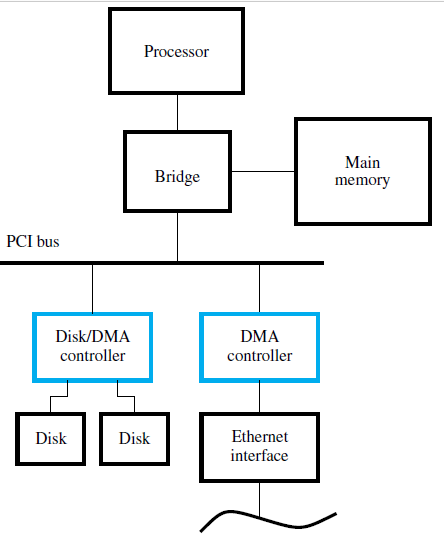 Processor
Bridge
Main
memory
PCI bus
Disk/DMA
controller
DMA
controller
Disk
Disk
Ethernet
interface